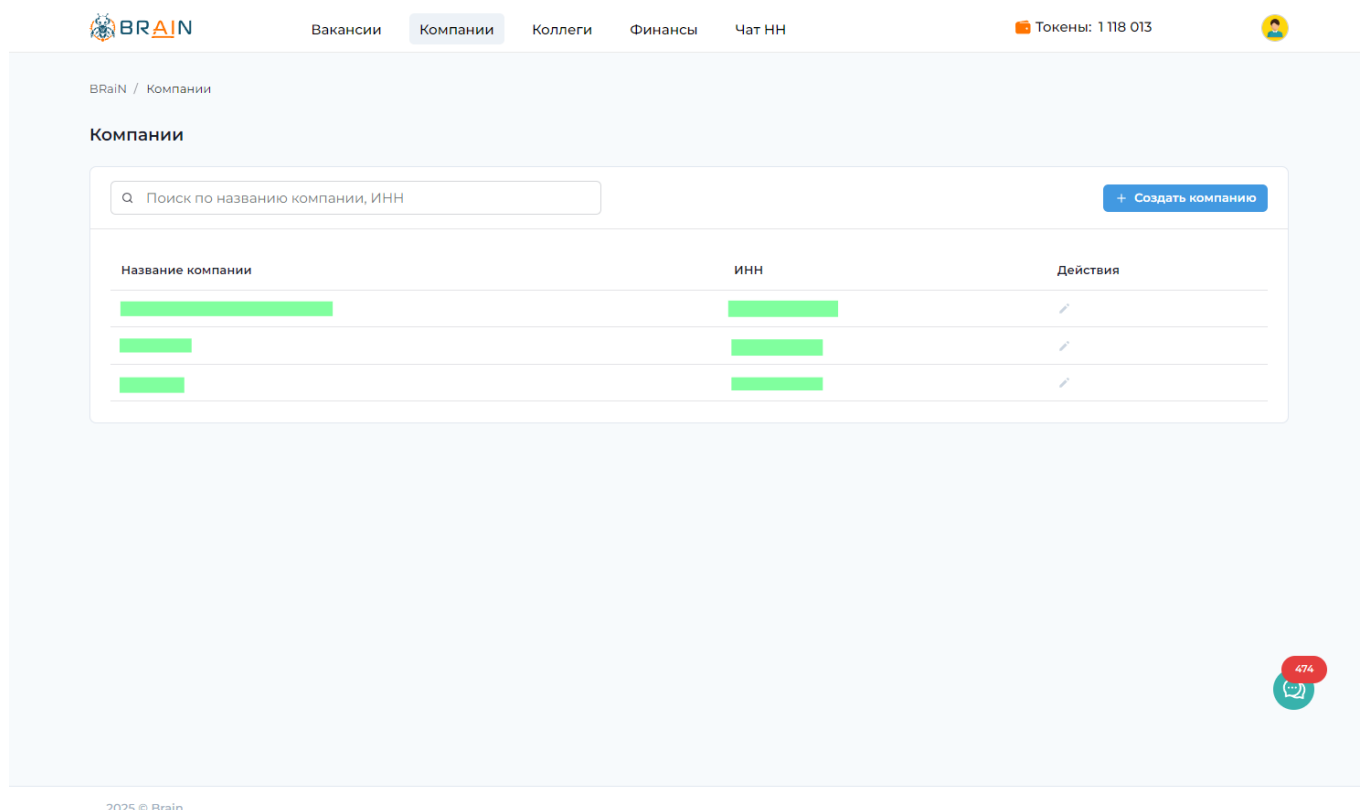 BRAIN
Вакансии
Компании
Коллеги
Финансы
Чат HH
Токены: 1 118 013
BRaiN / Компании
Компании
Поиск по названию компании, ИНН
+ Создать компанию
Название компании
ИНН
Действия
474
2025 © Brain